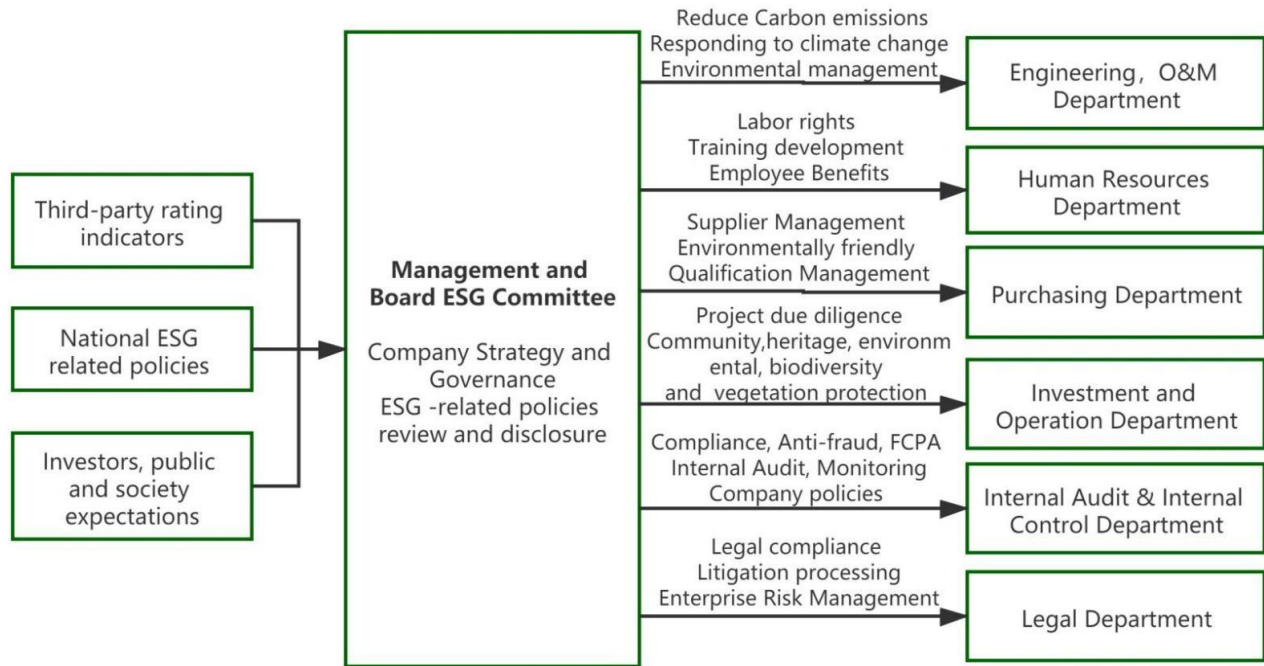 Third-party rating
indicators
National ESG
related policies
Investors, public
and society
expectations
Management and
Board ESG Committee
Company Strategy and
Governance
ESG -related policies
review and disclosure
Reduce Carbon emissions
Responding to climate change
Environmental management
Engineering, O&M
Department
Labor rights
Training development
Employee Benefits
Human Resources
Department
Supplier Management
Environmentally friendly
Qualification Management
Purchasing Department
Project due diligence
Community,heritage, environm
ental, biodiversity
and vegetation protection
Investment and
Operation Department
Compliance, Anti-fraud, FCPA
Internal Audit, Monitoring
Company policies
Internal Audit & Internal
Control Department
Legal compliance
Litigation processing
Enterprise Risk Management
Legal Department